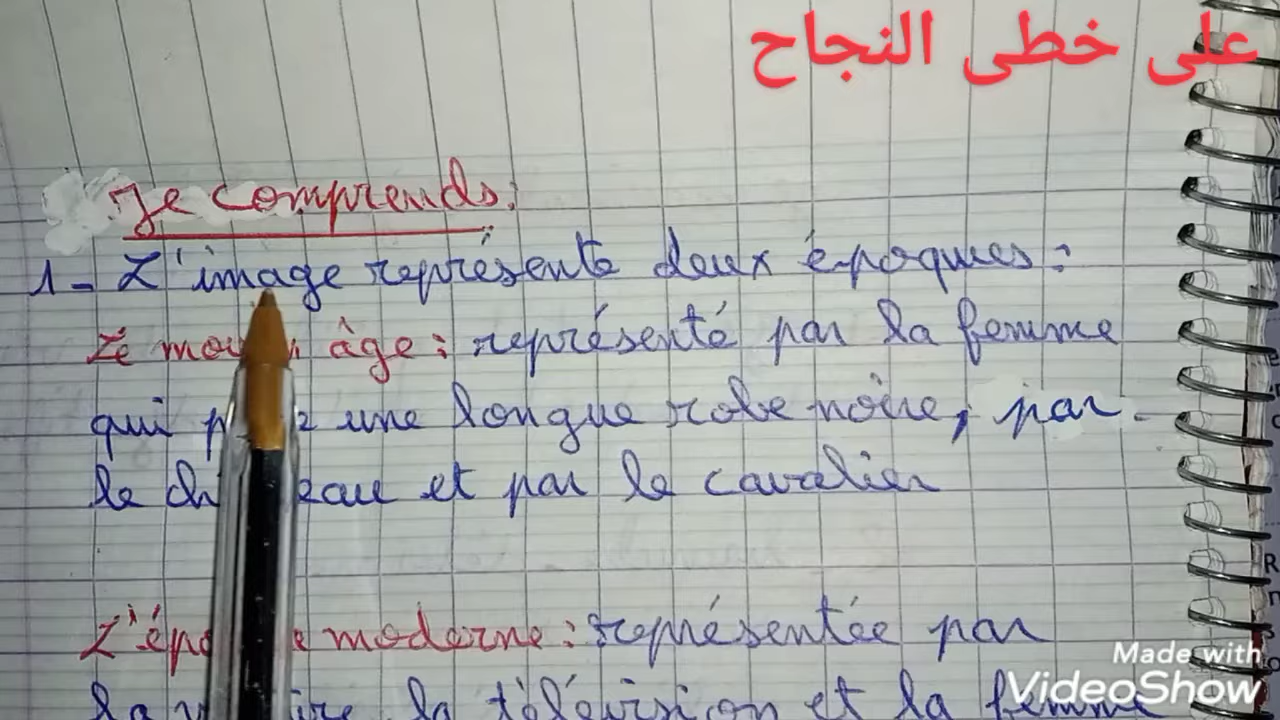 على خطى النجاح
Je comprends:
1- L'image représente deux époques:
Le âge: représenté par la femme
qui une longue robe noire, par
le et par le cavalier
moderne: représentée par
la télévision et la femme
Made with
VideoShow